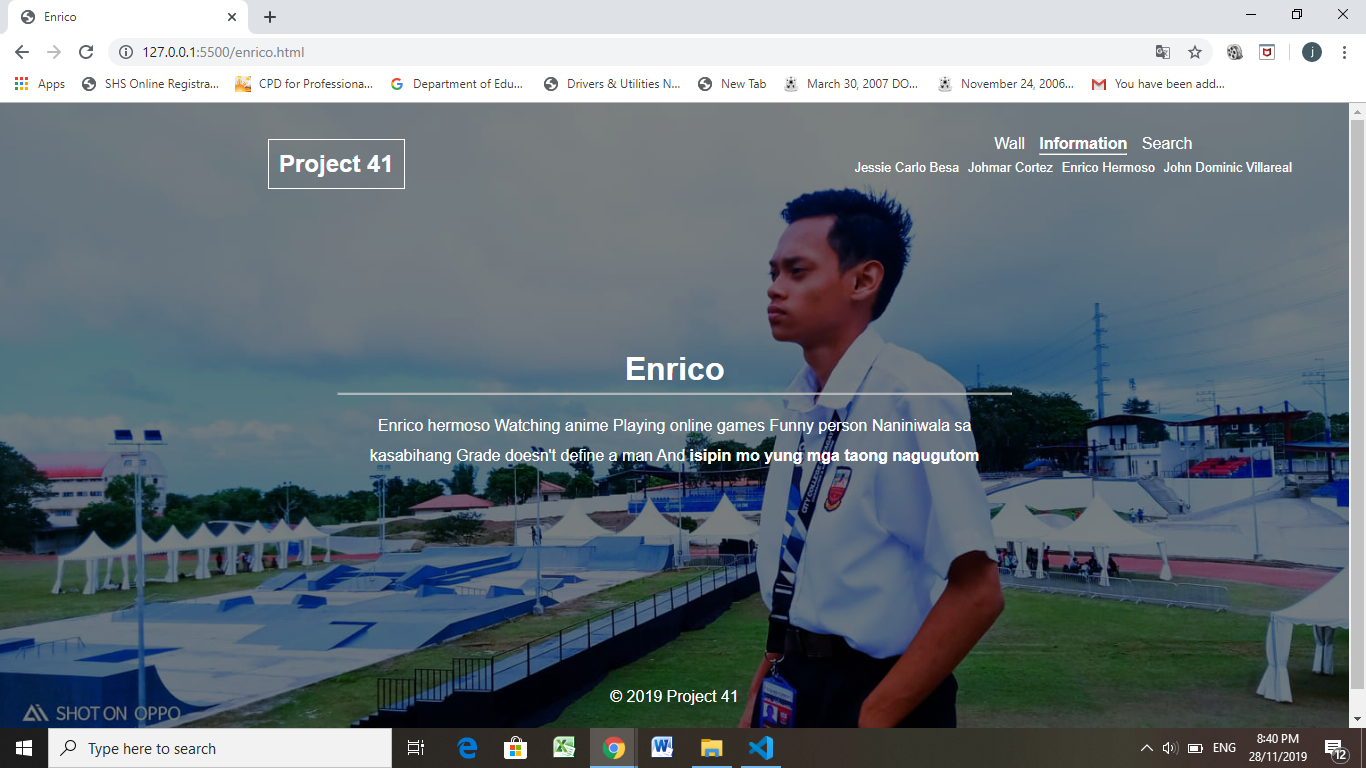 Enrico
127.0.0.1:5500/enrico.html
j
Apps SHS Online Registra... CPD for Professiona... Department of Edu... Drivers & Utilities N... New Tab March 30, 2007 DO... November 24, 2006... You have been add...
Project 41
Wall Information Search
Jessie Carlo Besa Johmar Cortez Enrico Hermoso John Dominic Villareal
Enrico
Enrico hermoso Watching anime Playing online games Funny person Naniniwala sa
kasabihang Grade doesn't define a man And isipin mo yung mga taong nagugutom
CITY COLLEGE
© 2019 Project 41
SHOT ON OPPO
Type here to search
ENG
8:40 PM
28/11/2019
12